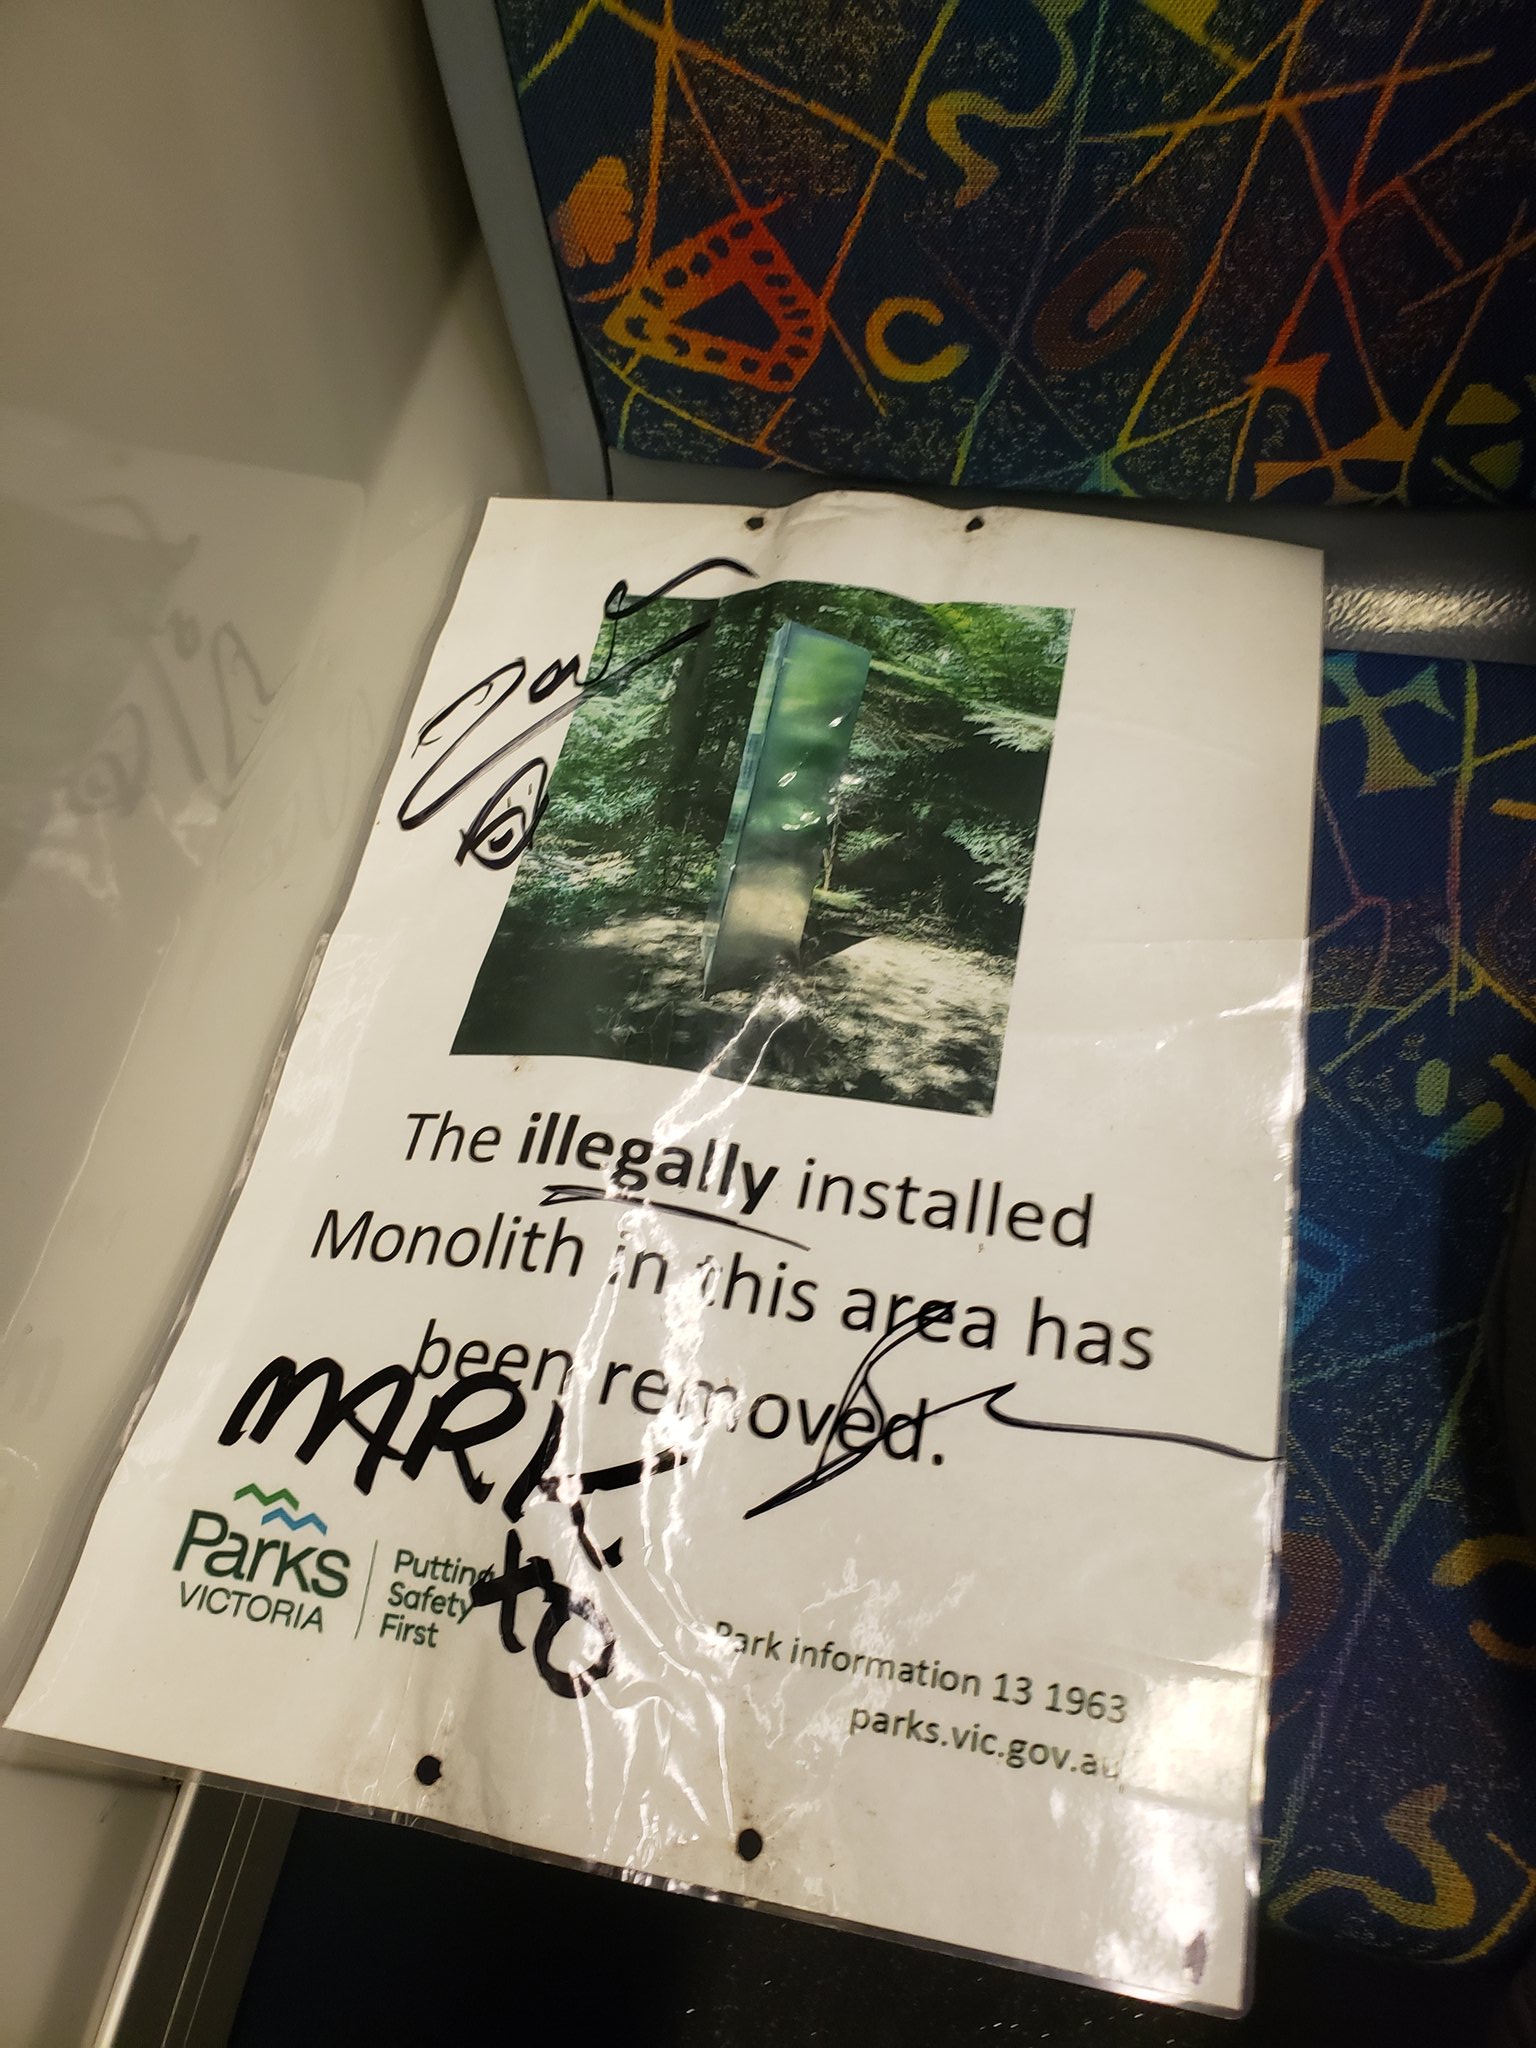 The illegally installed
Monolith in this area has
been removed.
MARK
xo
Parks
VICTORIA
Putting
Safety
First
Park information 13 1963
parks.vic.gov.au